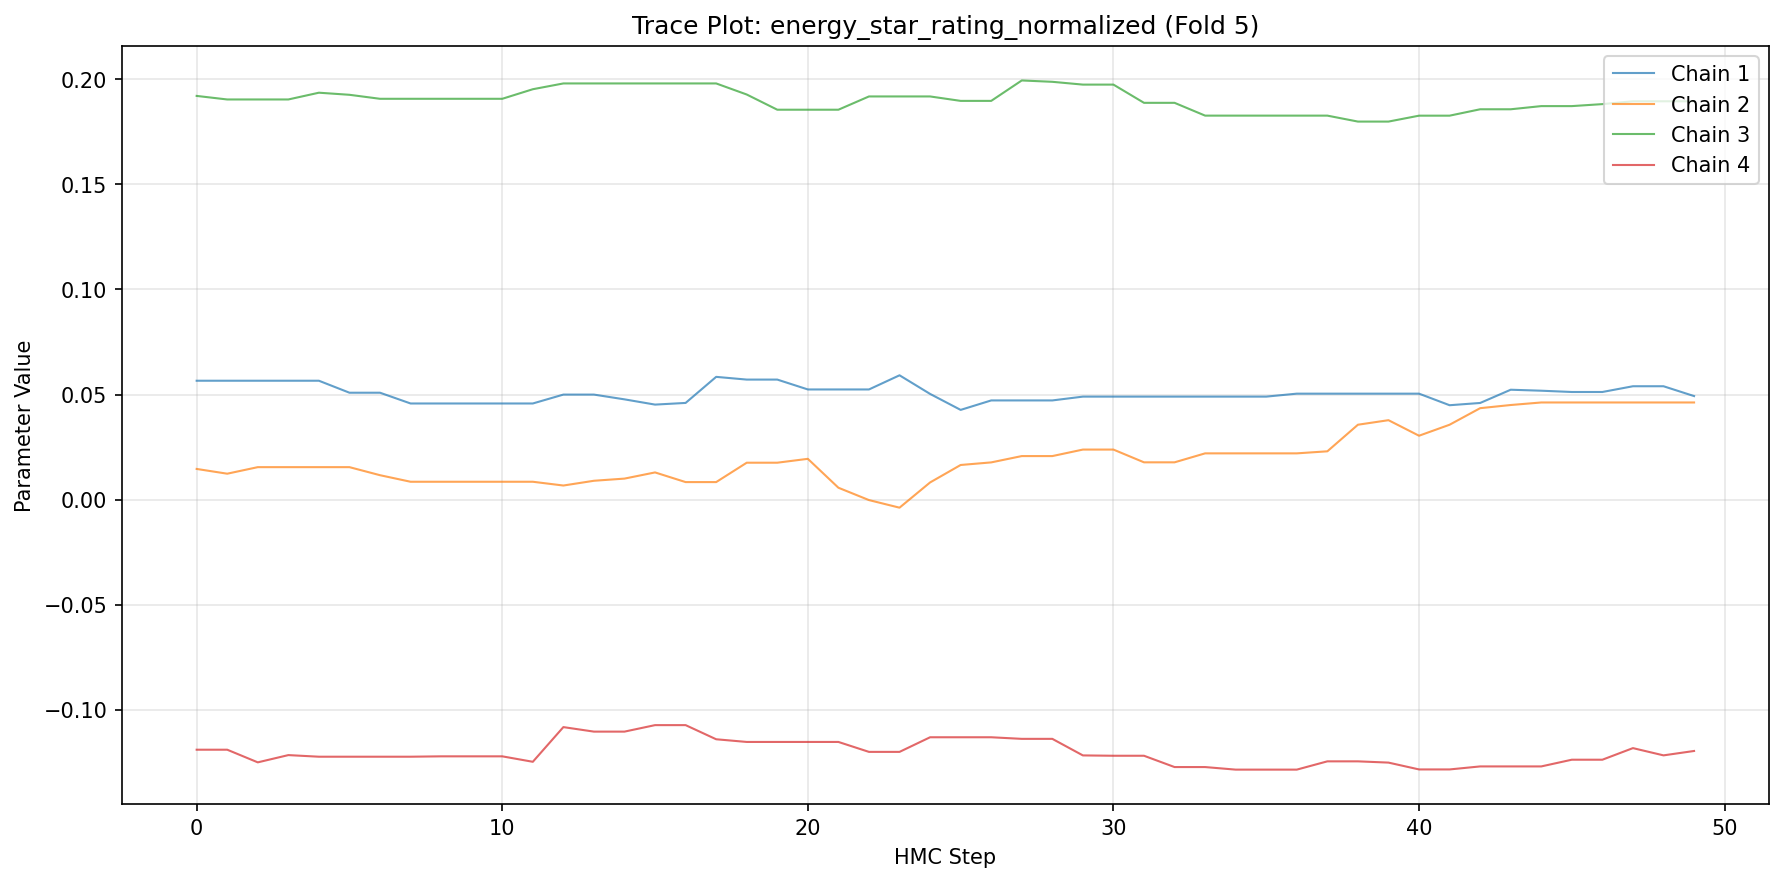 Trace Plot: energy_star_rating_normalized (Fold 5)
Chain 1
Chain 2
Chain 3
Chain 4
0.20
0.15
0.10
0.05
0.00
−0.05
−0.10
Parameter Value
0 10 20 30 40 50
HMC Step